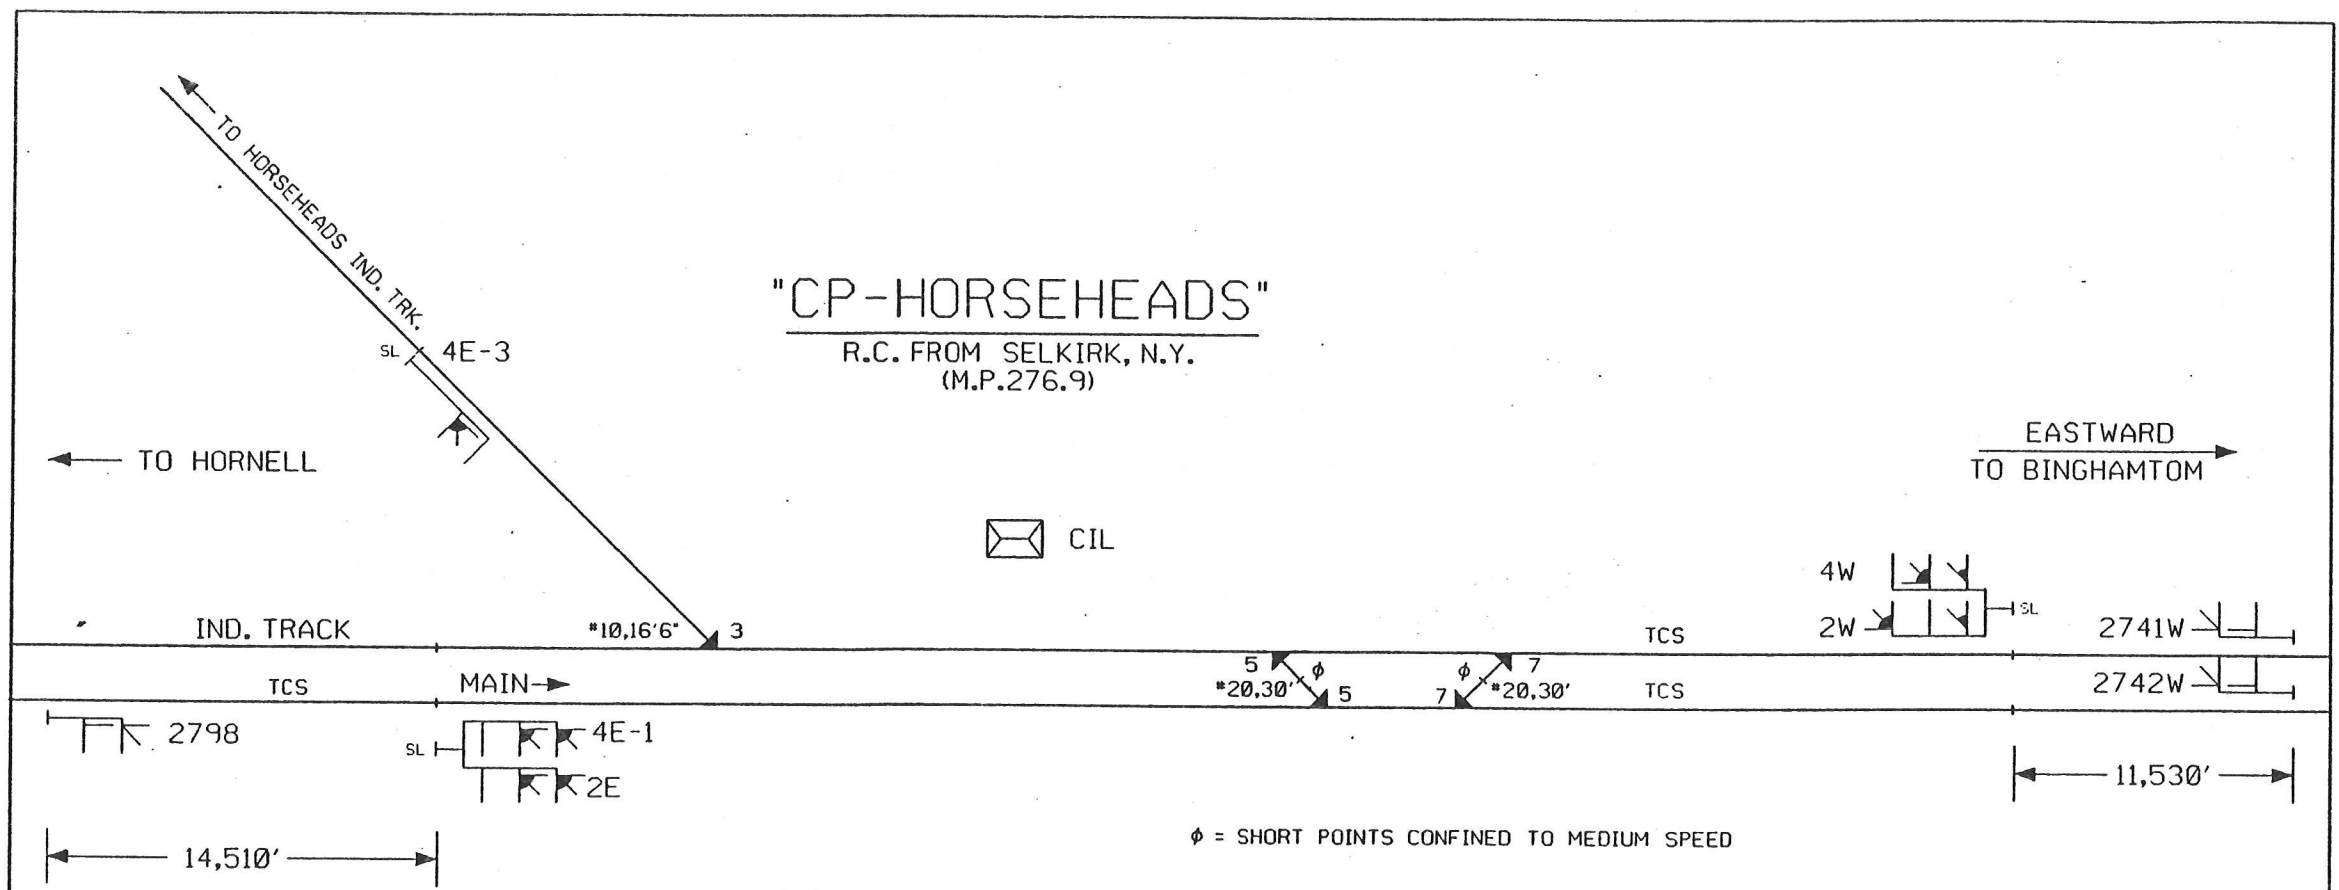 TO HORSEHEADS IND. TRK.
SL 4E-3
"CP-HORSEHEADS"
R.C. FROM SELKIRK, N.Y.
(M.P.276.9)
TO HORNELL
EASTWARD
TO BINGHAMTOM
CIL
4W
2W
SL
IND. TRACK
#10,16'6"
3
TCS
2741W
5
ϕ
ϕ
7
TCS
MAIN
#20,30'
5
7
#20,30'
TCS
2742W
2798
SL
4E-1
2E
11,530'
ϕ = SHORT POINTS CONFINED TO MEDIUM SPEED
14,510'